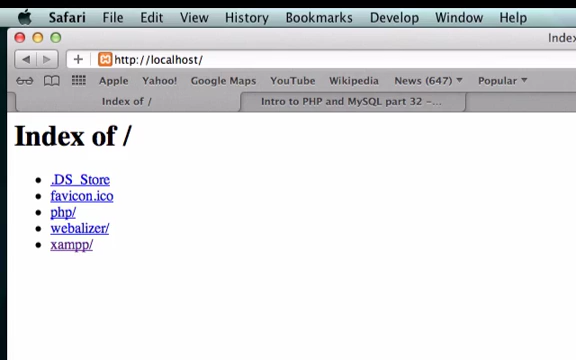 Safari File Edit View History Bookmarks Develop Window Help
Index
http://localhost/
Apple Yahoo! Google Maps YouTube Wikipedia News (647) Popular
Index of / Intro to PHP and MySQL part 32 –...
Index of /
.DS_Store
favicon.ico
php/
webalizer/
xampp/